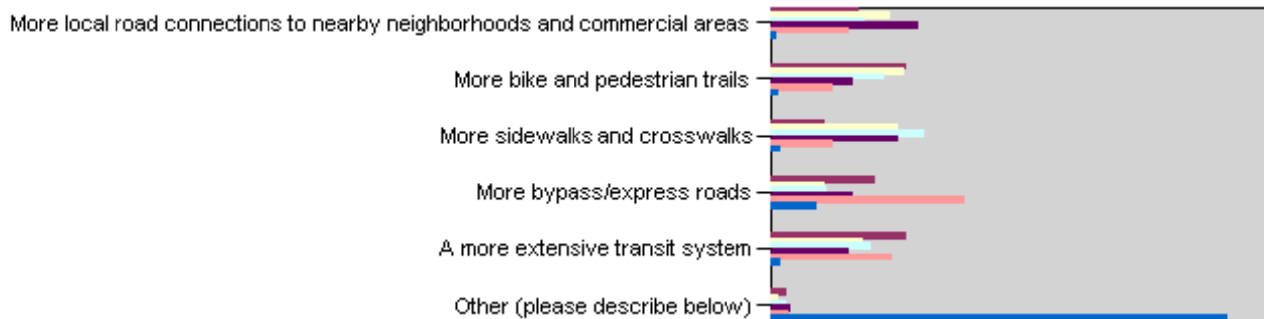 More local road connections to nearby neighborhoods and commercial areas
More bike and pedestrian trails
More sidewalks and crosswalks
More bypass/express roads
A more extensive transit system
Other (please describe below)